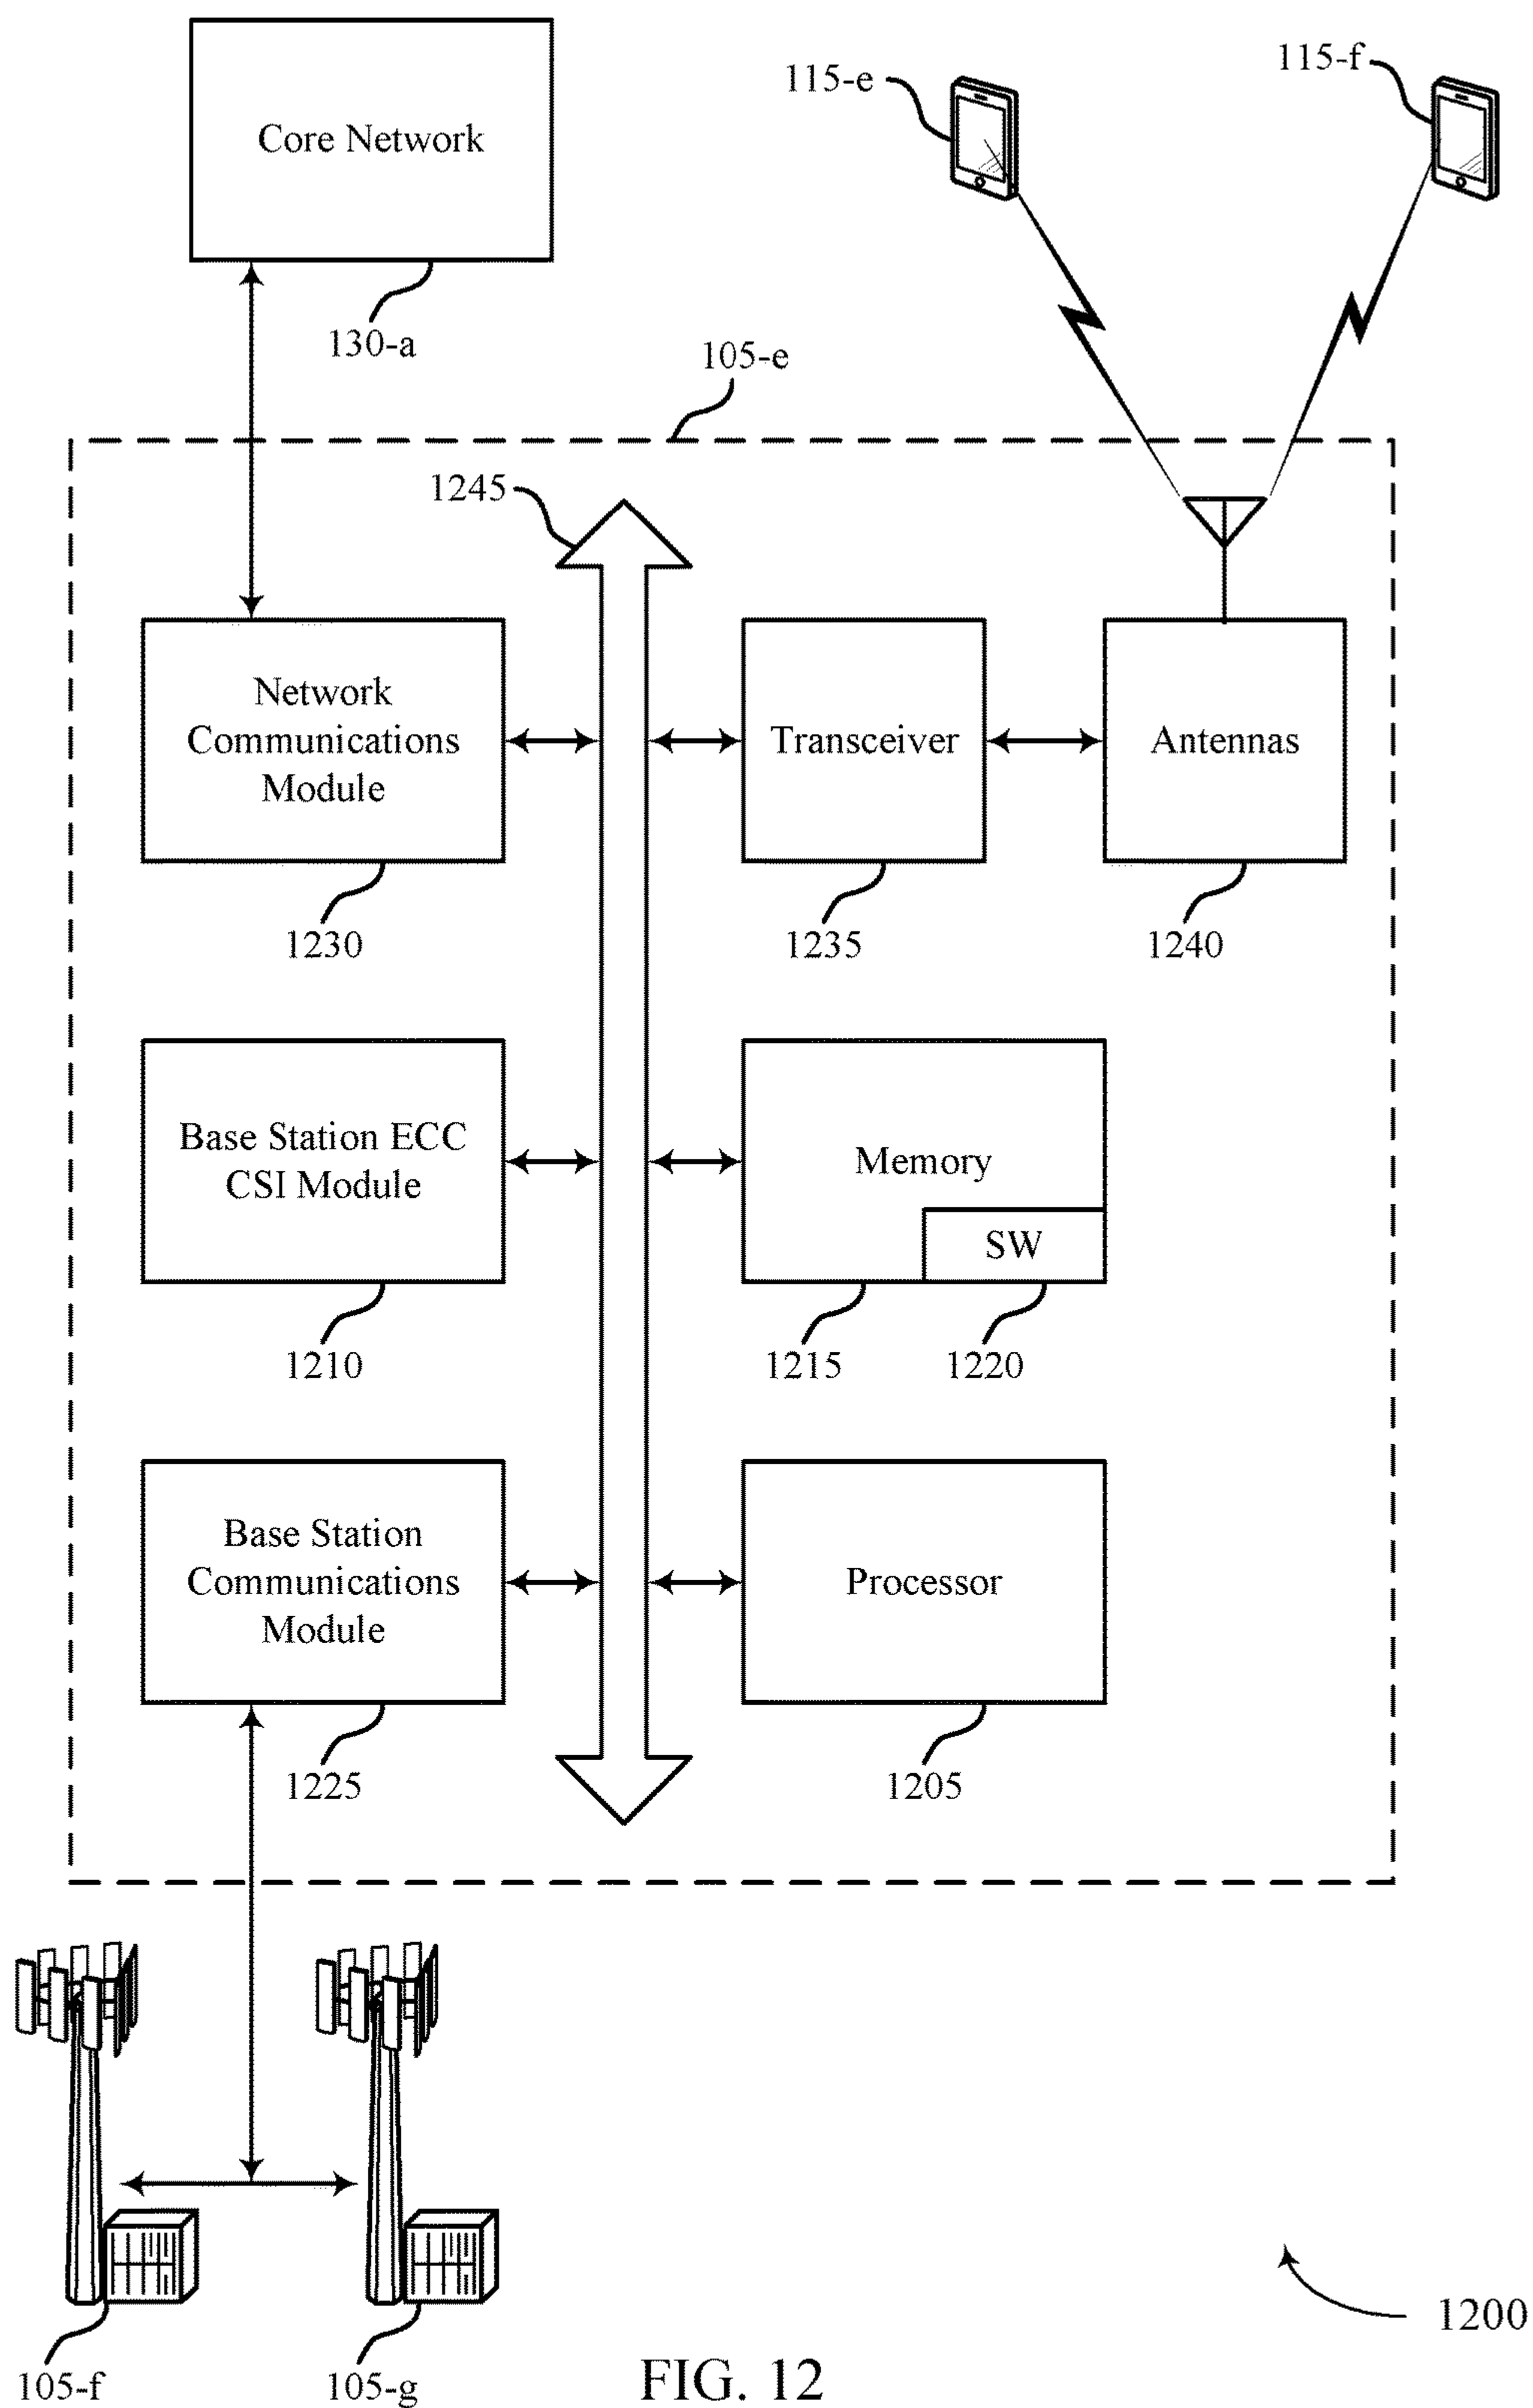 Core Network
130-a
115-e
115-f
105-e
1245
Network
Communications
Module
1230
Transceiver
1235
Antennas
1240
Base Station ECC
CSI Module
1210
Memory
SW
1215
1220
Base Station
Communications
Module
1225
Processor
1205
105-f
105-g
1200
FIG. 12